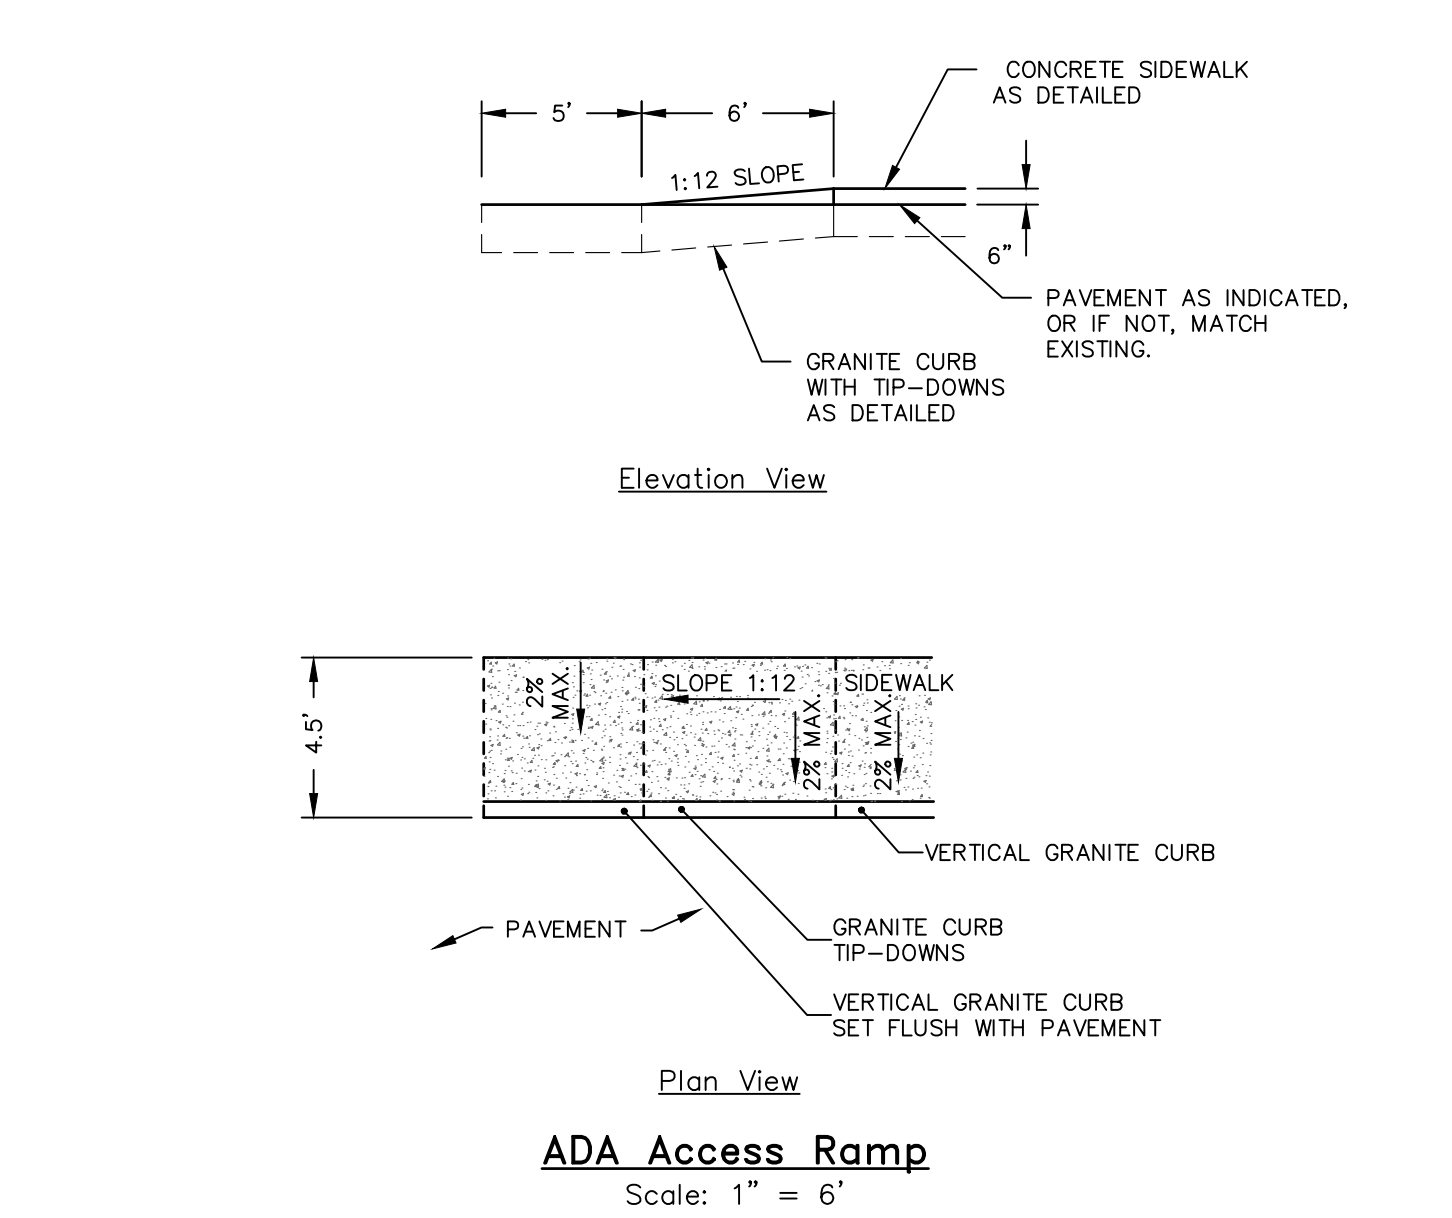 CONCRETE SIDEWALK
AS DETAILED
5'
6'
1:12 SLOPE
6"
PAVEMENT AS INDICATED,
OR IF NOT, MATCH
EXISTING.
GRANITE CURB
WITH TIP-DOWNS
AS DETAILED
Elevation View
4.5'
2%
MAX.
SLOPE 1:12
2% MAX.
SIDEWALK
2% MAX.
VERTICAL GRANITE CURB
PAVEMENT
GRANITE CURB
TIP-DOWNS
VERTICAL GRANITE CURB
SET FLUSH WITH PAVEMENT
Plan View
ADA Access Ramp
Scale: 1" = 6'